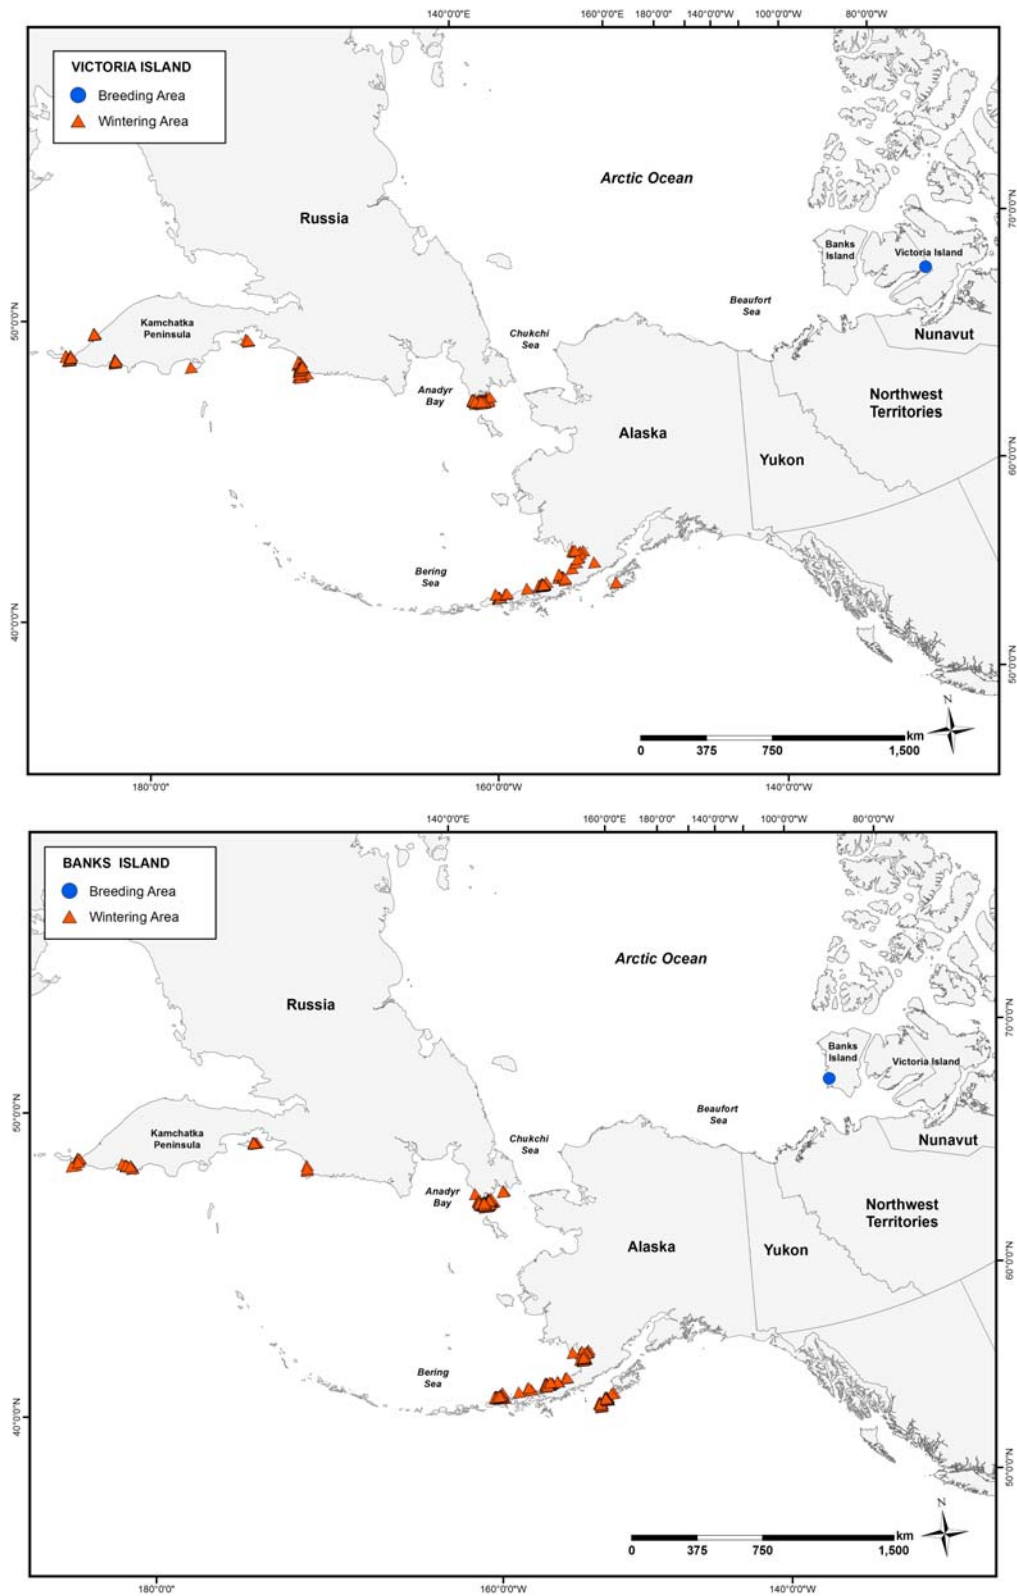 140°0'0"E 160°0'0"E 180°0'0" 140°0'0"W 100°0'0"W 80°0'0"W
VICTORIA ISLAND
Breeding Area
Wintering Area
Arctic Ocean
70°0'0"N
Russia
Banks
Island
Victoria Island
Beaufort
Sea
50°0'0"N
Kamchatka
Peninsula
Chukchi
Sea
Nunavut
Anadyr
Bay
Northwest
Territories
Alaska
Yukon
60°0'0"N
Bering
Sea
40°0'0"N
50°0'0"N
N
km
0 375 750 1,500
180°0'0" 160°0'0"W 140°0'0"W
140°0'0"E 160°0'0"E 180°0'0" 140°0'0"W 100°0'0"W 80°0'0"W
BANKS ISLAND
Breeding Area
Wintering Area
Arctic Ocean
Russia
70°0'0"N
Banks
Island
Victoria Island
Beaufort
Sea
50°0'0"N
Kamchatka
Peninsula
Chukchi
Sea
Nunavut
Anadyr
Bay
Northwest
Territories
Alaska
Yukon
60°0'0"N
Bering
Sea
40°0'0"N
50°0'0"N
N
km
0 375 750 1,500
180°0'0" 160°0'0"W 140°0'0"W